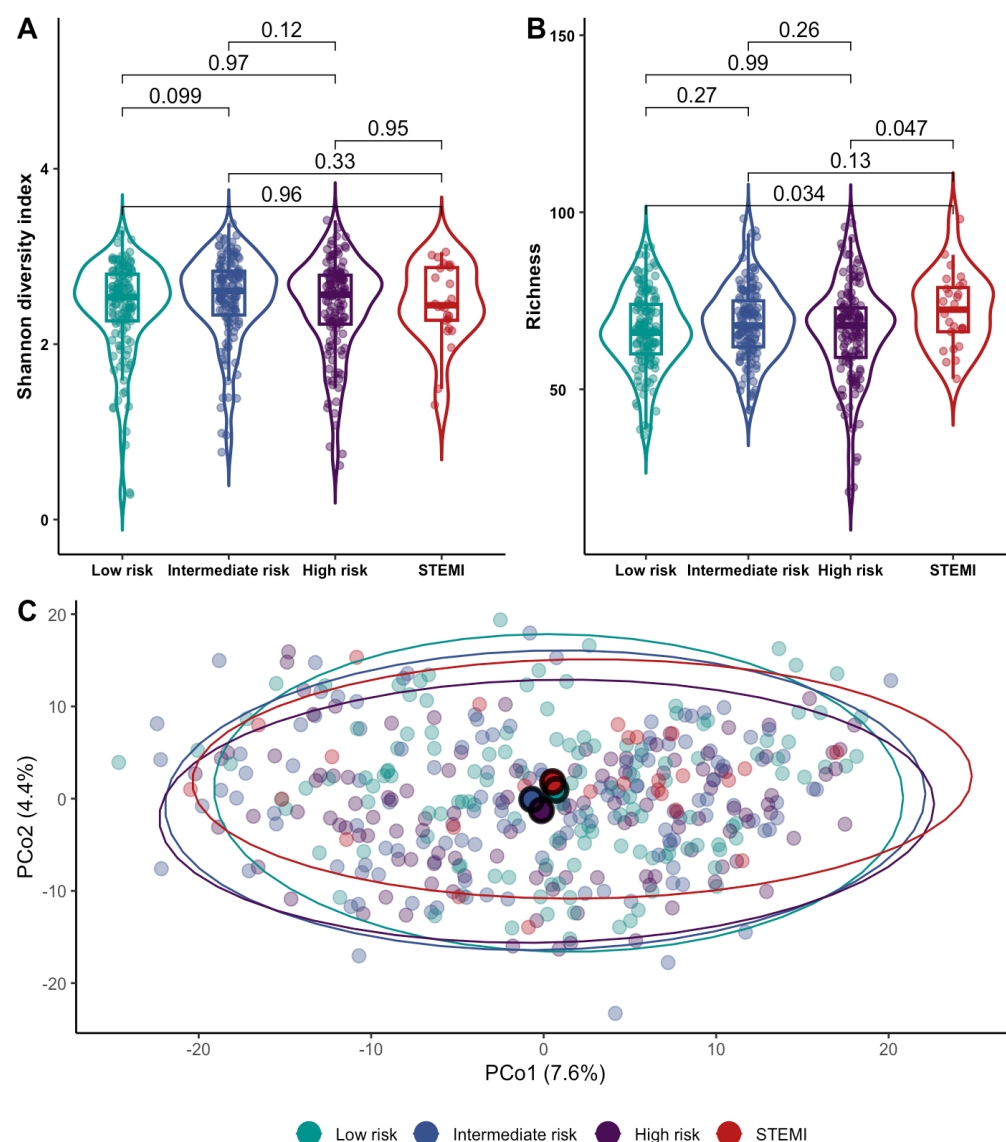 A
0.12
0.97
0.099
0.95
0.33
0.96
4
2
0
Shannon diversity index
Low risk Intermediate risk High risk STEMI
B
150
0.26
0.99
0.27
0.047
0.13
0.034
100
50
Richness
Low risk Intermediate risk High risk STEMI
C
20
10
0
-10
-20
PCo2 (4.4%)
-20 -10 0 10 20
PCo1 (7.6%)
Low risk Intermediate risk High risk STEMI